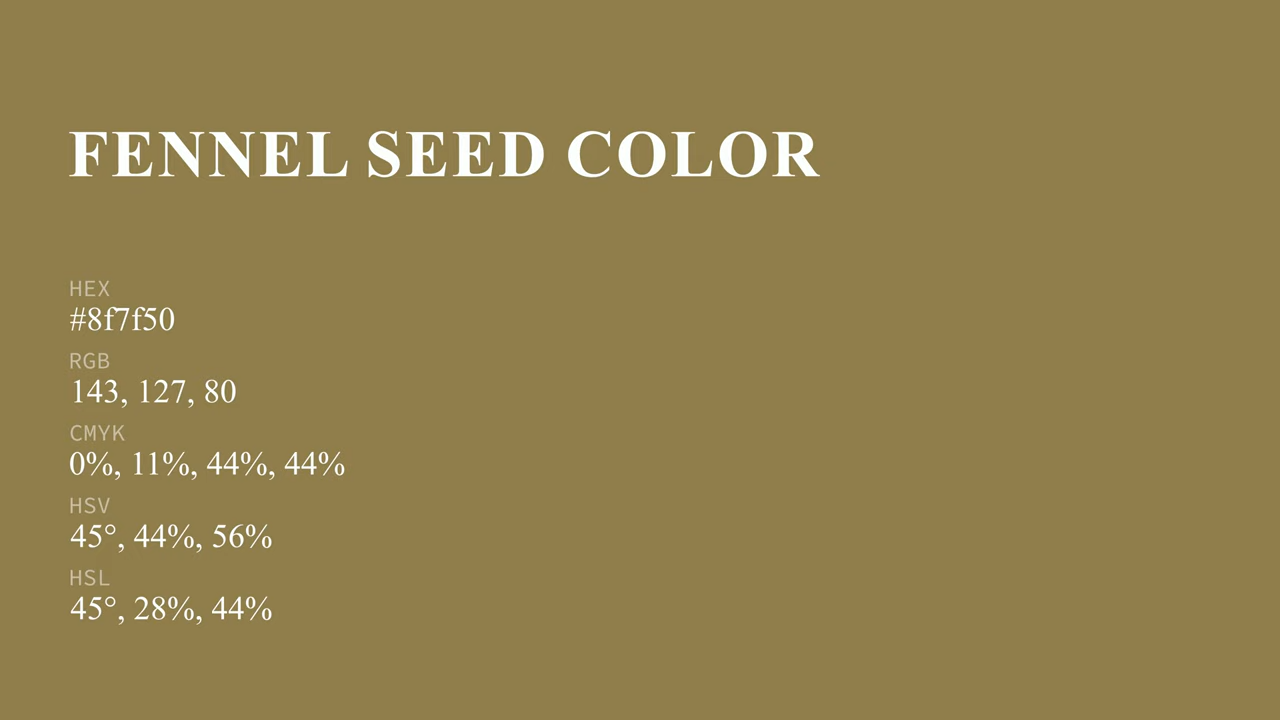 FENNEL SEED COLOR
HEX
#8f7f50
RGB
143, 127, 80
CMYK
0%, 11%, 44%, 44%
HSV
45°, 44%, 56%
HSL
45°, 28%, 44%